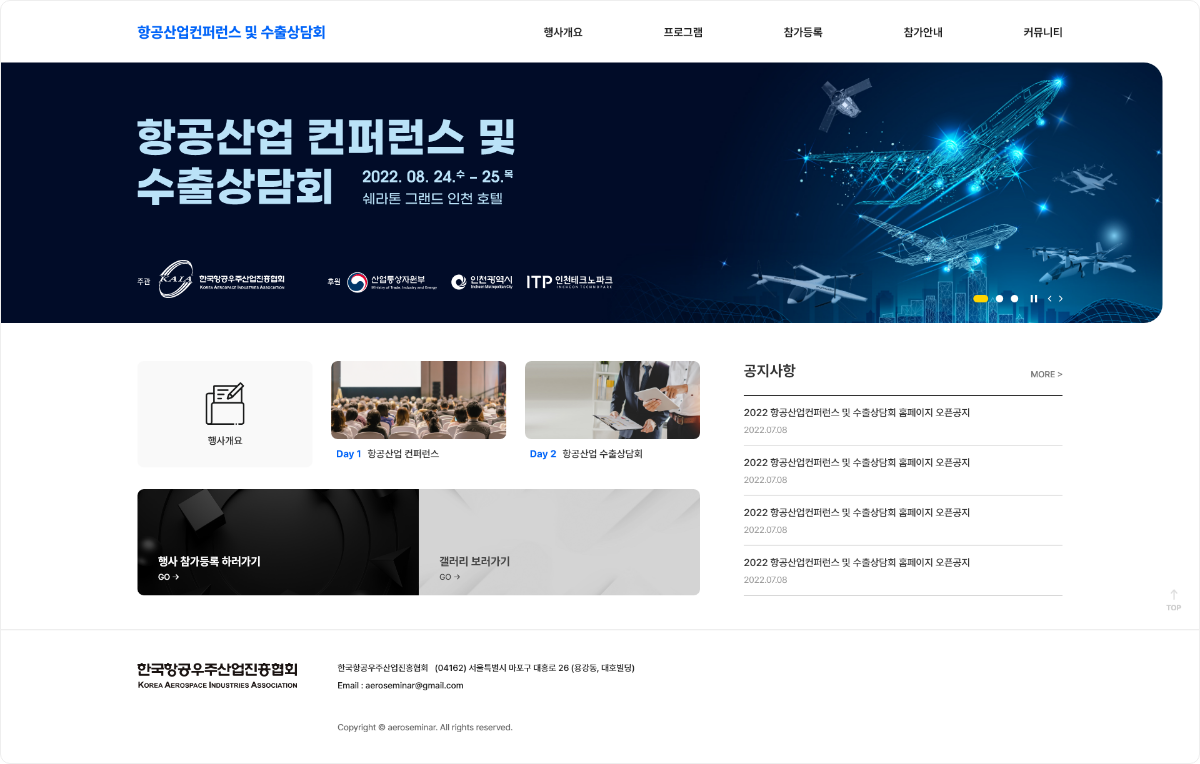 항공산업컨퍼런스 및 수출상담회
행사개요
프로그램
참가등록
참가안내
커뮤니티
항공산업 컨퍼런스 및
수출상담회
2022. 08. 24.수 – 25.목
쉐라톤 그랜드 인천 호텔
주관
KAIA
한국항공우주산업진흥협회
KOREA AEROSPACE INDUSTRIES ASSOCIATION
후원
산업통상자원부
Ministry of Trade, Industry and Energy
인천광역시
Incheon Metropolitan City
ITP 인천테크노파크
INCHEON TECHNOPARK
행사개요
Day 1 항공산업 컨퍼런스
Day 2 항공산업 수출상담회
행사 참가등록 하러가기
GO →
갤러리 보러가기
GO →
공지사항
MORE >
2022 항공산업컨퍼런스 및 수출상담회 홈페이지 오픈공지
2022.07.08
2022 항공산업컨퍼런스 및 수출상담회 홈페이지 오픈공지
2022.07.08
2022 항공산업컨퍼런스 및 수출상담회 홈페이지 오픈공지
2022.07.08
2022 항공산업컨퍼런스 및 수출상담회 홈페이지 오픈공지
2022.07.08
TOP
한국항공우주산업진흥협회
KOREA AEROSPACE INDUSTRIES ASSOCIATION
한국항공우주산업진흥협회 (04162) 서울특별시 마포구 대흥로 26 (용강동, 대호빌딩)
Email : aeroseminar@gmail.com
Copyright © aeroseminar. All rights reserved.